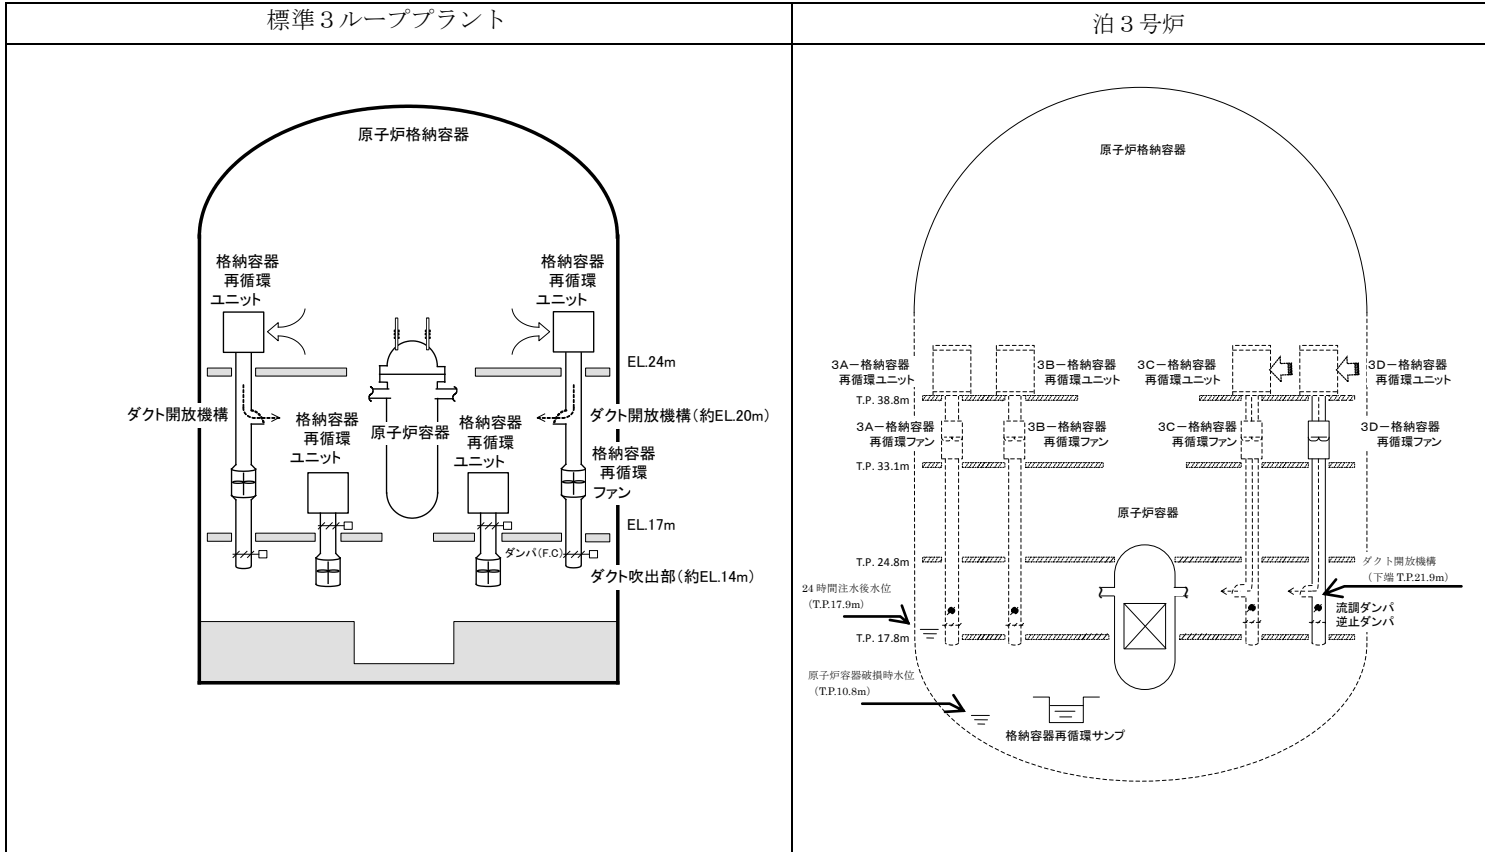 標準３ループプラント
泊３号炉
原子炉格納容器
格納容器
再循環
ユニット
格納容器
再循環
ユニット
EL.24m
ダクト開放機構
格納容器
再循環
ユニット
原子炉容器
格納容器
再循環
ユニット
ダクト開放機構(約EL.20m)
格納容器
再循環
ファン
EL.17m
ダンパ(F.C)
ダクト吹出部(約EL.14m)
原子炉格納容器
3A－格納容器
再循環ユニット
3B－格納容器
再循環ユニット
3C－格納容器
再循環ユニット
3D－格納容器
再循環ユニット
T.P. 38.8m
3A－格納容器
再循環ファン
3B－格納容器
再循環ファン
3C－格納容器
再循環ファン
3D－格納容器
再循環ファン
T.P. 33.1m
原子炉容器
T.P. 24.8m
ダクト開放機構
(下端 T.P.21.9m)
24 時間注水後水位
(T.P.17.9m)
流調ダンパ
逆止ダンパ
T.P. 17.8m
原子炉容器破損時水位
(T.P.10.8m)
格納容器再循環サンプ